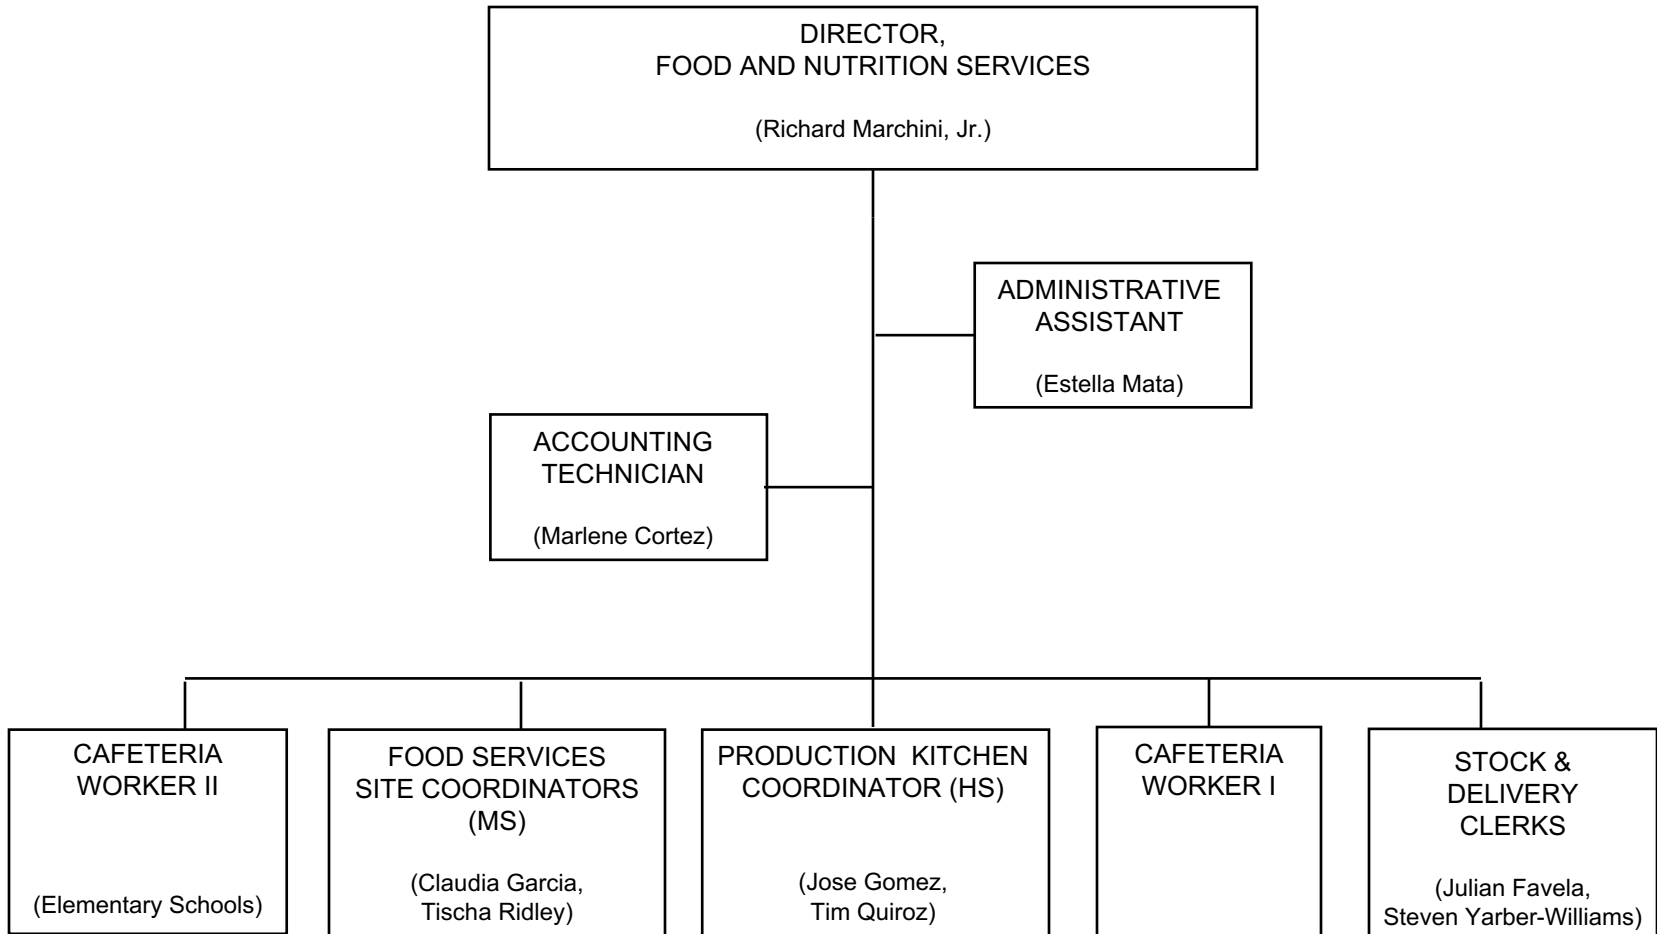 DIRECTOR,
FOOD AND NUTRITION SERVICES
(Richard Marchini, Jr.)
ADMINISTRATIVE
ASSISTANT
(Estella Mata)
ACCOUNTING
TECHNICIAN
(Marlene Cortez)
CAFETERIA
WORKER II
(Elementary Schools)
FOOD SERVICES
SITE COORDINATORS
(MS)
(Claudia Garcia,
Tischa Ridley)
PRODUCTION KITCHEN
COORDINATOR (HS)
(Jose Gomez,
Tim Quiroz)
CAFETERIA
WORKER I
STOCK &
DELIVERY
CLERKS
(Julian Favela,
Steven Yarber-Williams)